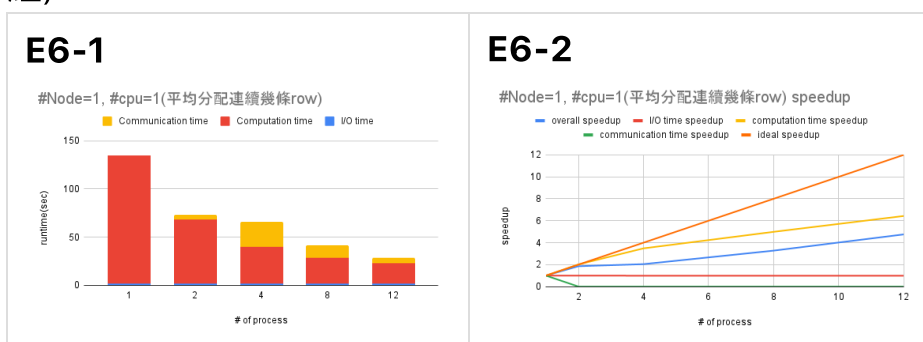 E6-1
#Node=1, #cpu=1(平均分配連續幾條row)
Communication time
Computation time
I/O time
150
100
50
0
runtime(sec)
1
2
4
8
12
# of process
E6-2
#Node=1, #cpu=1(平均分配連續幾條row) speedup
overall speedup
I/O time speedup
computation time speedup
communication time speedup
ideal speedup
12
10
8
6
4
2
0
speedup
2
4
6
8
10
12
# of process